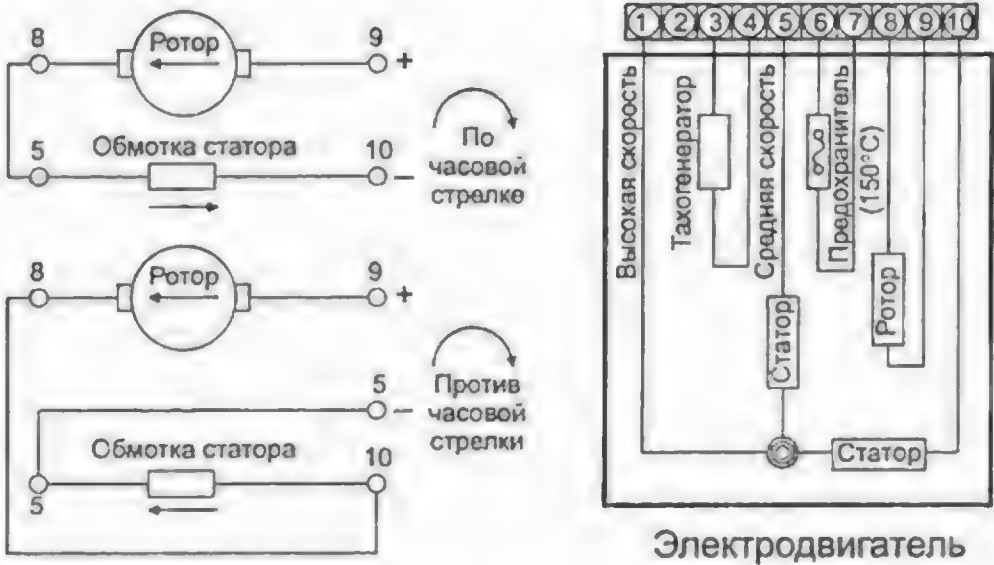 8
Ротор
9
+
5
Обмотка статора
10
–
По
часовой
стрелке
8
Ротор
9
+
5
–
Против
часовой
стрелки
Обмотка статора
10
5
1 2 3 4 5 6 7 8 9 10
Высокая скорость
Тахогенератор
Средняя скорость
Предохранитель
(150°C)
Статор
Ротор
Статор
Электродвигатель